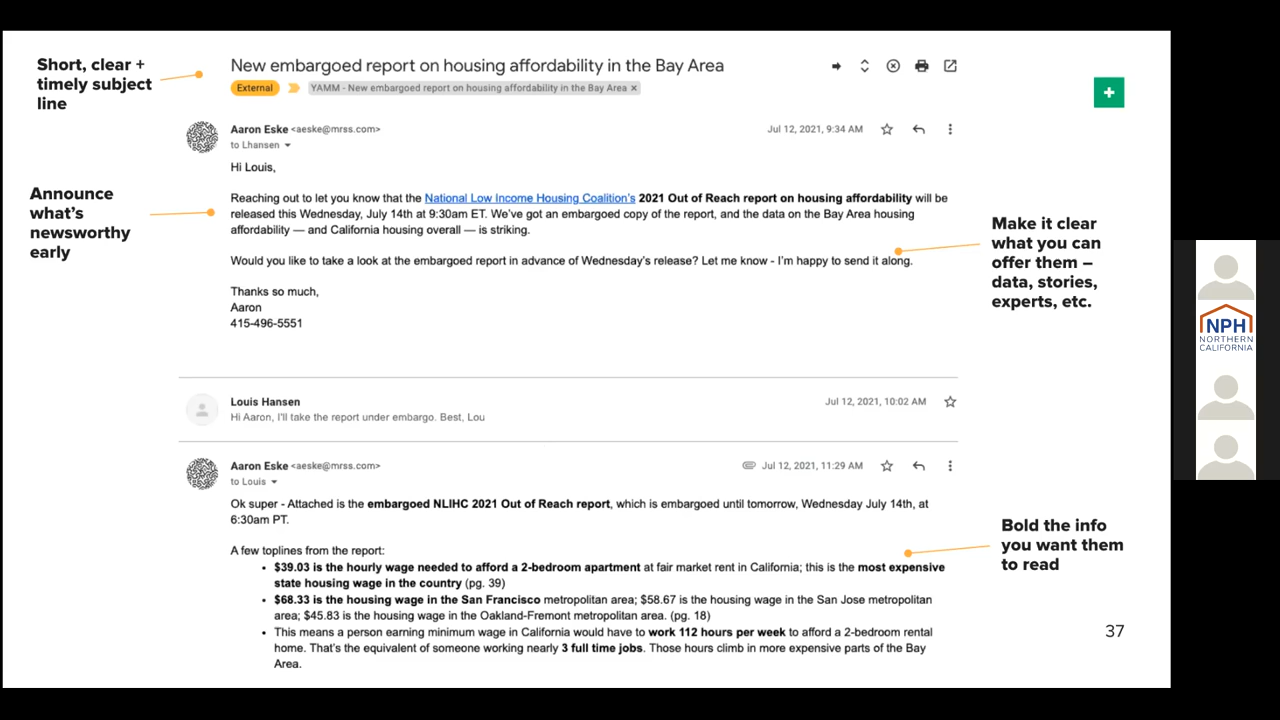 Short, clear +
timely subject
line
New embargoed report on housing affordability in the Bay Area
External
YAMM - New embargoed report on housing affordability in the Bay Area ×
+
Aaron Eske <aeske@mrss.com>
Jul 12, 2021, 9:34 AM
to Lhansen
Hi Louis,
Announce
what's
newsworthy
early
Reaching out to let you know that the National Low Income Housing Coalition's 2021 Out of Reach report on housing affordability will be
released this Wednesday, July 14th at 9:30am ET. We've got an embargoed copy of the report, and the data on the Bay Area housing
affordability — and California housing overall — is striking.
Make it clear
what you can
offer them –
data, stories,
experts, etc.
Would you like to take a look at the embargoed report in advance of Wednesday's release? Let me know - I'm happy to send it along.
Thanks so much,
Aaron
415-496-5551
NPH
NORTHERN
CALIFORNIA
Louis Hansen
Jul 12, 2021, 10:02 AM
Hi Aaron, I'll take the report under embargo. Best, Lou
Aaron Eske <aeske@mrss.com>
Jul 12, 2021, 11:29 AM
to Louis
Ok super - Attached is the embargoed NLIHC 2021 Out of Reach report, which is embargoed until tomorrow, Wednesday July 14th, at
6:30am PT.
Bold the info
you want them
to read
A few toplines from the report:
• $39.03 is the hourly wage needed to afford a 2-bedroom apartment at fair market rent in California; this is the most expensive
state housing wage in the country (pg. 39)
• $68.33 is the housing wage in the San Francisco metropolitan area; $58.67 is the housing wage in the San Jose metropolitan
area; $45.83 is the housing wage in the Oakland-Fremont metropolitan area. (pg. 18)
• This means a person earning minimum wage in California would have to work 112 hours per week to afford a 2-bedroom rental
home. That's the equivalent of someone working nearly 3 full time jobs. Those hours climb in more expensive parts of the Bay
Area.
37